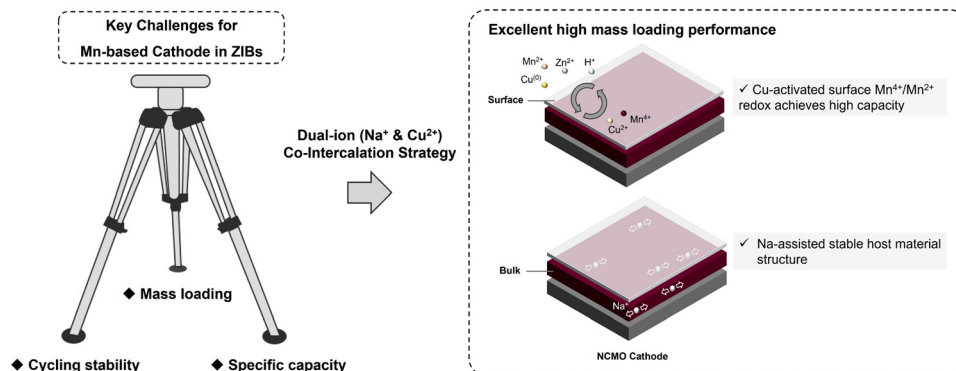 Key Challenges for
Mn-based Cathode in ZIBs
◆ Mass loading
◆ Cycling stability
◆ Specific capacity
Dual-ion (Na⁺ & Cu²⁺)
Co-Intercalation Strategy
Excellent high mass loading performance
Mn²⁺
Zn²⁺
H⁺
Cu⁽⁰⁾
Surface
Mn⁴⁺
Cu²⁺
✓ Cu-activated surface Mn⁴⁺/Mn²⁺
redox achieves high capacity
Bulk
Na⁺
✓ Na-assisted stable host material
structure
NCMO Cathode